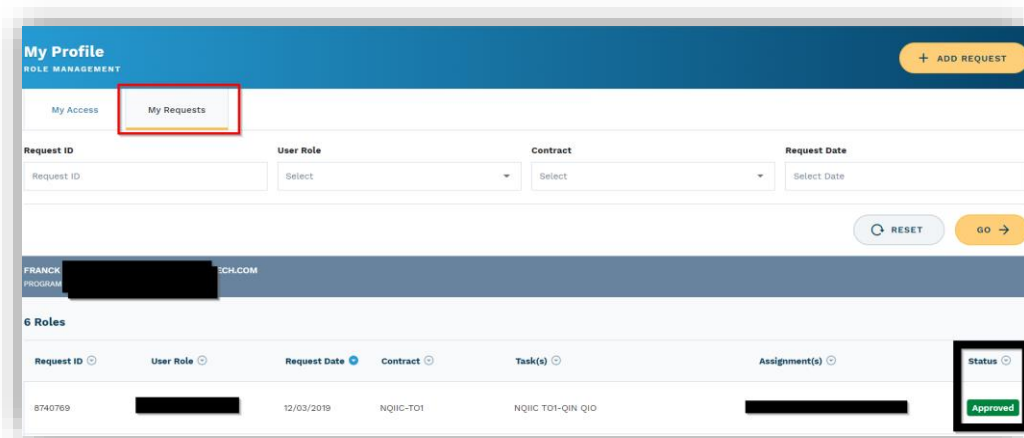 My Profile
+ ADD REQUEST
ROLE MANAGEMENT
My Access My Requests
Request ID User Role Contract Request Date
Request ID Select Select Select Date
RESET GO →
FRANCK ECH.COM
PROGRAM
6 Roles
Request ID User Role Request Date Contract Task(s) Assignment(s) Status
8740769 12/03/2019 NQIIC-TO1 NQIIC TO1-QIN QIO Approved